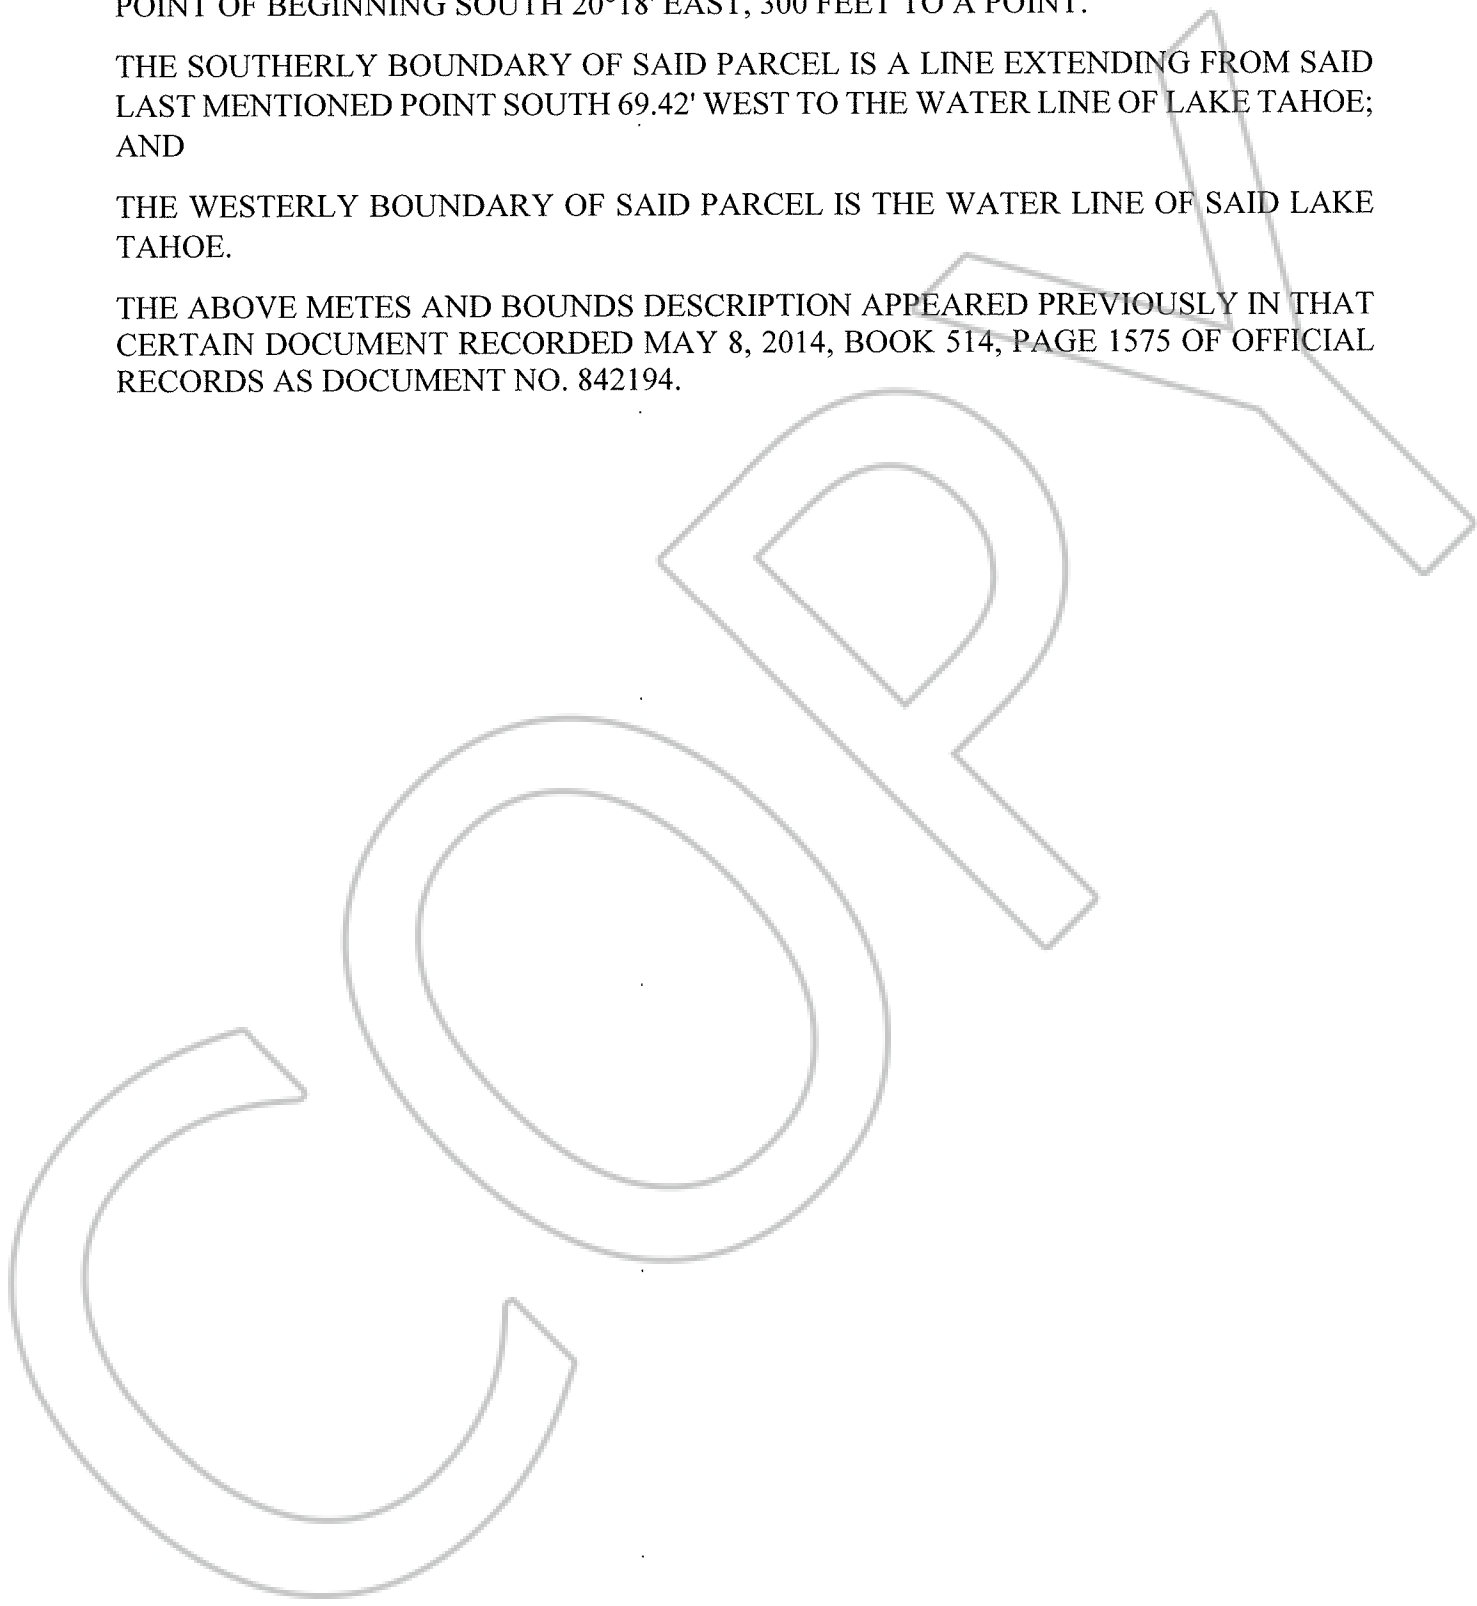 POINT OF BEGINNING SOUTH 20°18' EAST, 300 FEET TO A POINT.
THE SOUTHERLY BOUNDARY OF SAID PARCEL IS A LINE EXTENDING FROM SAID
LAST MENTIONED POINT SOUTH 69.42' WEST TO THE WATER LINE OF LAKE TAHOE;
AND
THE WESTERLY BOUNDARY OF SAID PARCEL IS THE WATER LINE OF SAID LAKE
TAHOE.
THE ABOVE METES AND BOUNDS DESCRIPTION APPEARED PREVIOUSLY IN THAT
CERTAIN DOCUMENT RECORDED MAY 8, 2014, BOOK 514, PAGE 1575 OF OFFICIAL
RECORDS AS DOCUMENT NO. 842194.
COPY